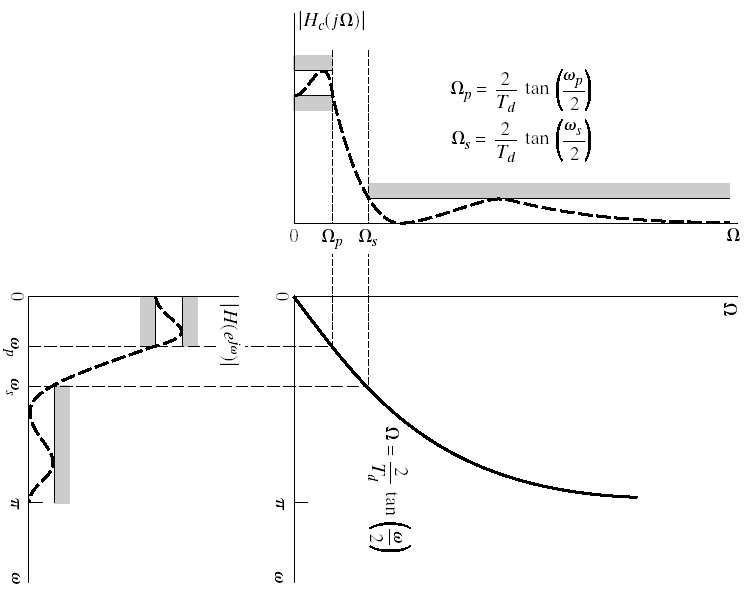 |H_c(jΩ)|
Ω_p = 2/T_d tan (ω_p/2)
Ω_s = 2/T_d tan (ω_s/2)
0 Ω_p Ω_s Ω
0
ω_p
ω_s
π
ω
|H(e^{jω})|
0
Ω
Ω = 2/T_d tan (ω/2)
π
ω